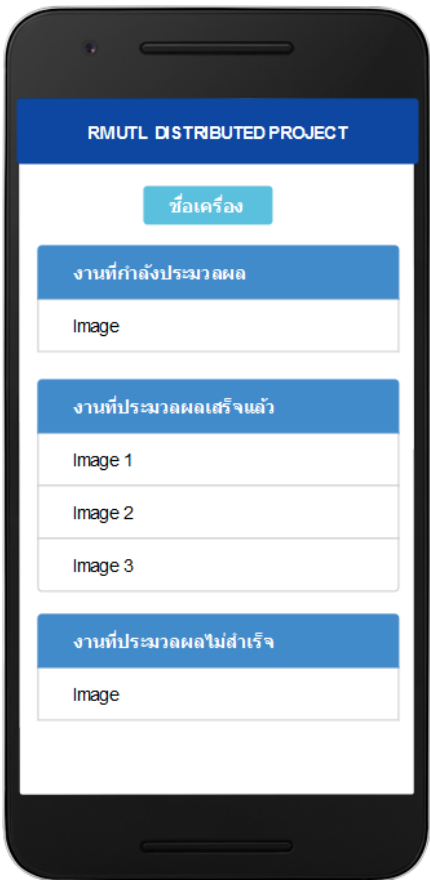 RMUTL DISTRIBUTED PROJECT
ชื่อเครื่อง
งานที่กำลังประมวลผล
Image
งานที่ประมวลผลเสร็จแล้ว
Image 1
Image 2
Image 3
งานที่ประมวลผลไม่สำเร็จ
Image